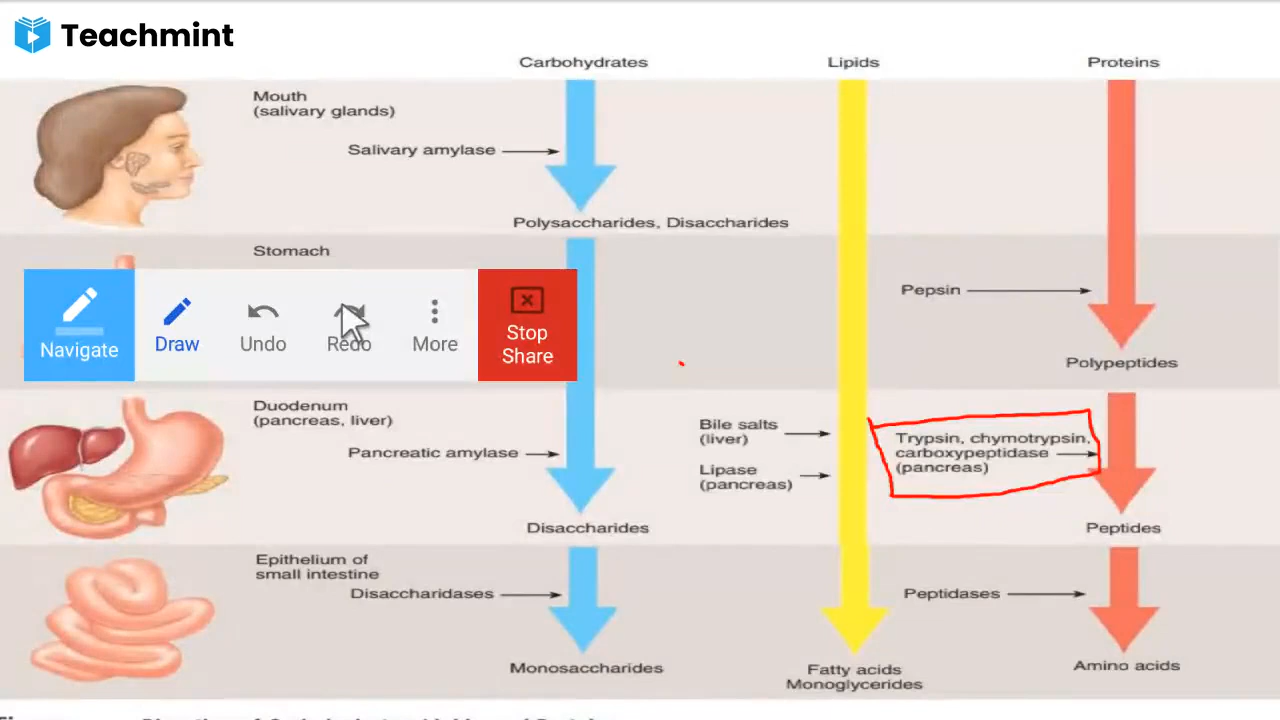 Teachmint
Carbohydrates
Lipids
Proteins
Mouth
(salivary glands)
Salivary amylase
Polysaccharides, Disaccharides
Stomach
Pepsin
Navigate
Draw
Undo
Redo
More
Stop
Share
Polypeptides
Duodenum
(pancreas, liver)
Pancreatic amylase
Bile salts
(liver)
Lipase
(pancreas)
Trypsin, chymotrypsin,
carboxypeptidase
(pancreas)
Disaccharides
Peptides
Epithelium of
small intestine
Disaccharidases
Peptidases
Monosaccharides
Fatty acids
Monoglycerides
Amino acids